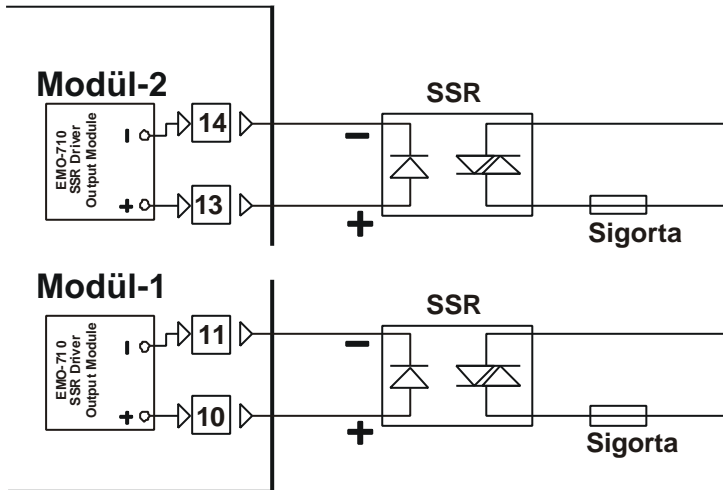 Modül-2
EMO-710
SSR Driver
Output Module
-
+
14
13
SSR
-
+
Sigorta
Modül-1
EMO-710
SSR Driver
Output Module
-
+
11
10
SSR
-
+
Sigorta